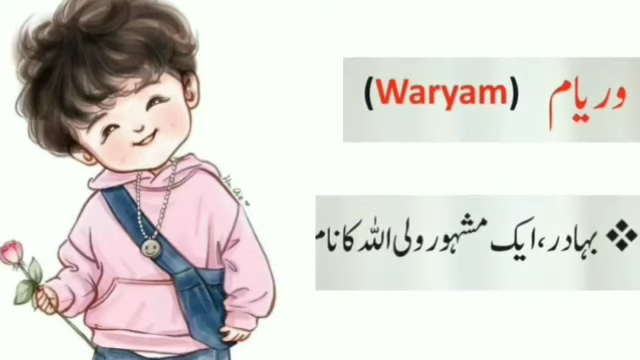 وریام (Waryam)
❖ بہادر، ایک مشہور ولی اللہ کا نام